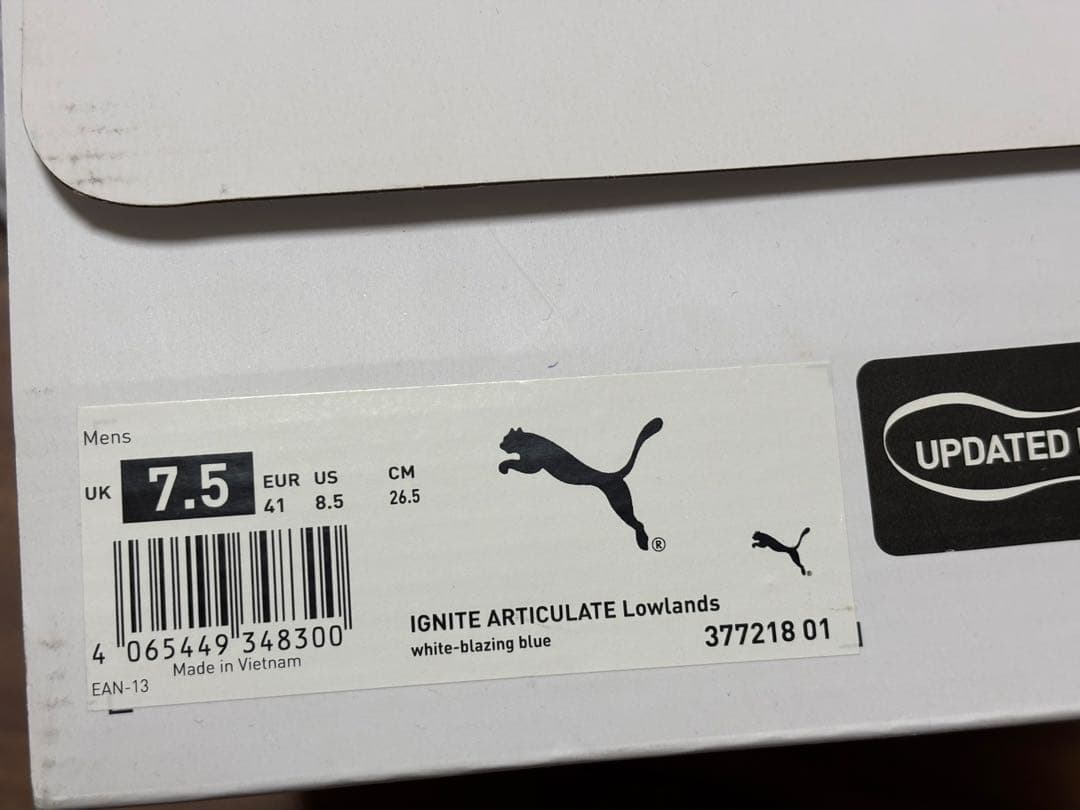 Mens
UK 7.5 EUR 41 US 8.5 CM 26.5
4 065449 348300
Made in Vietnam
EAN-13
®
IGNITE ARTICULATE Lowlands
white-blazing blue
377218 01
UPDATED